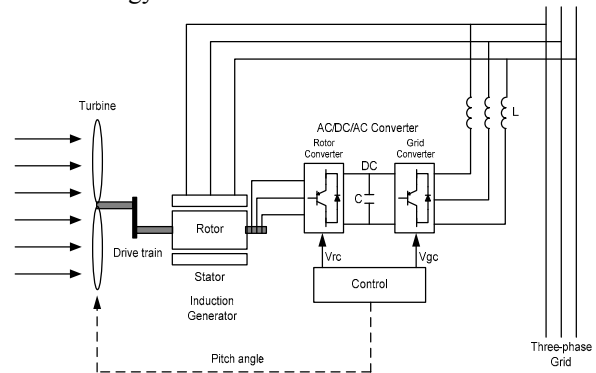 Turbine
AC/DC/AC Converter
Rotor
Converter
Grid
Converter
L
DC
C
Rotor
Drive train
Stator
Vrc
Vgc
Induction
Generator
Control
Pitch angle
Three-phase
Grid